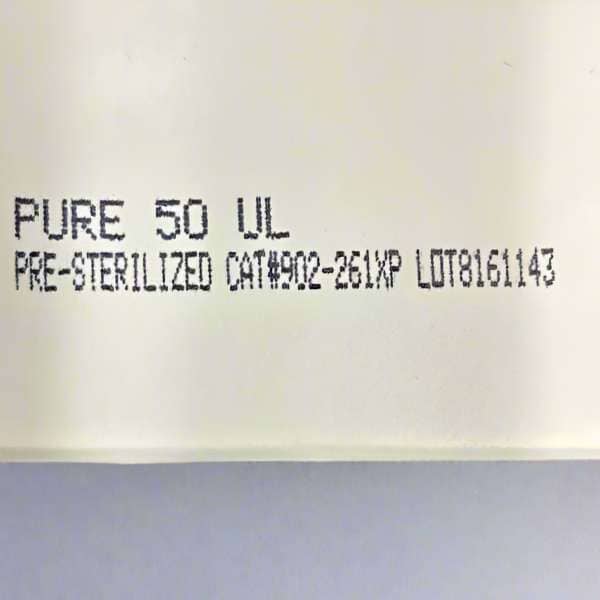 PURE 50 UL
PRE-STERILIZED CAT#902-261XP LOT8161143